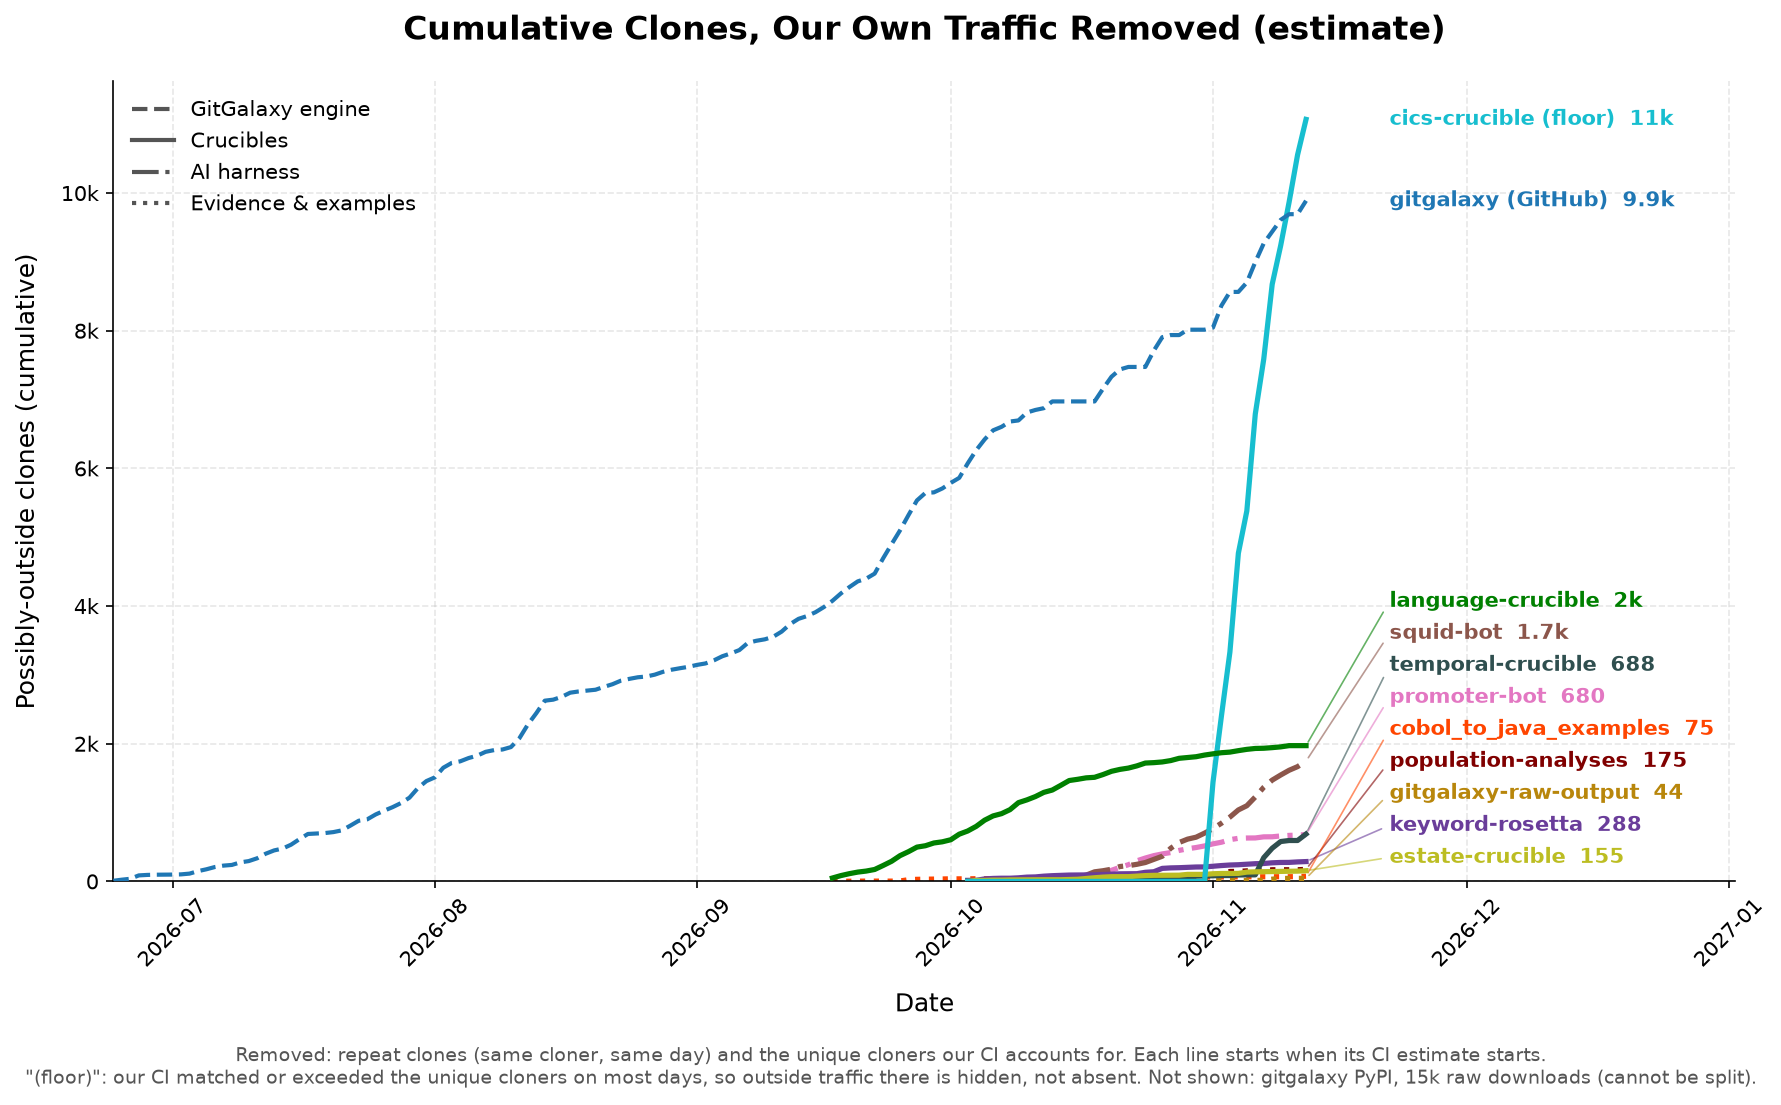 Cumulative Clones, Our Own Traffic Removed (estimate)
GitGalaxy engine
Crucibles
AI harness
Evidence & examples
Possibly-outside clones (cumulative)
10k
8k
6k
4k
2k
0
cics-crucible (floor) 11k
gitgalaxy (GitHub) 9.9k
language-crucible 2k
squid-bot 1.7k
temporal-crucible 688
promoter-bot 680
cobol_to_java_examples 75
population-analyses 175
gitgalaxy-raw-output 44
keyword-rosetta 288
estate-crucible 155
2026-07
2026-08
2026-09
2026-10
2026-11
2026-12
2027-01
Date
Removed: repeat clones (same cloner, same day) and the unique cloners our CI accounts for. Each line starts when its CI estimate starts.
"(floor)": our CI matched or exceeded the unique cloners on most days, so outside traffic there is hidden, not absent. Not shown: gitgalaxy PyPI, 15k raw downloads (cannot be split).